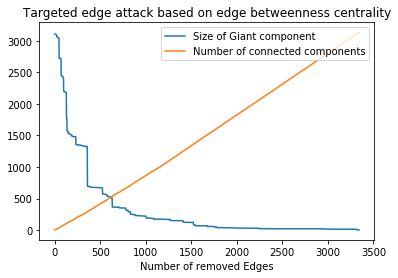 Targeted edge attack based on edge betweenness centrality
Size of Giant component
Number of connected components
3000
2500
2000
1500
1000
500
0
0 500 1000 1500 2000 2500 3000 3500
Number of removed Edges